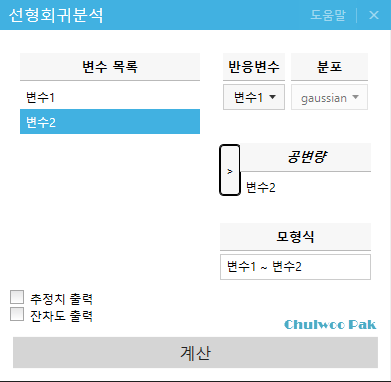 선형회귀분석 도움말 ×
변수 목록 반응변수 분포
변수1 변수1 gaussian
변수2
공변량
>
변수2
모형식
변수1 ~ 변수2
추정치 출력
잔차도 출력
Chulwoo Pak
계산